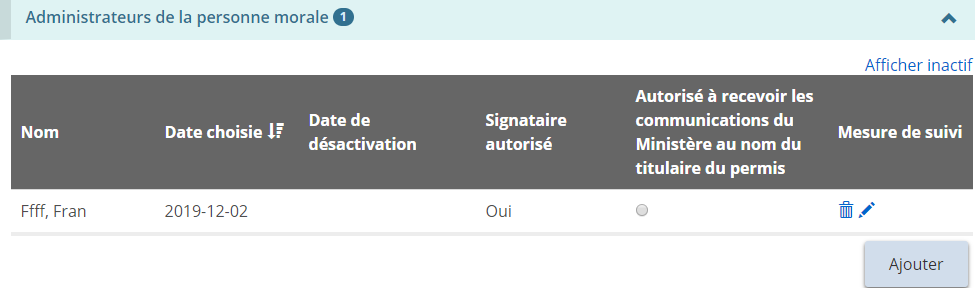 Administrateurs de la personne morale 1
Afficher inactif
Nom
Date choisie
Date de
désactivation
Signataire
autorisé
Autorisé à recevoir les
communications du
Ministère au nom du
titulaire du permis
Mesure de suivi
Ffff, Fran
2019-12-02
Oui
Ajouter